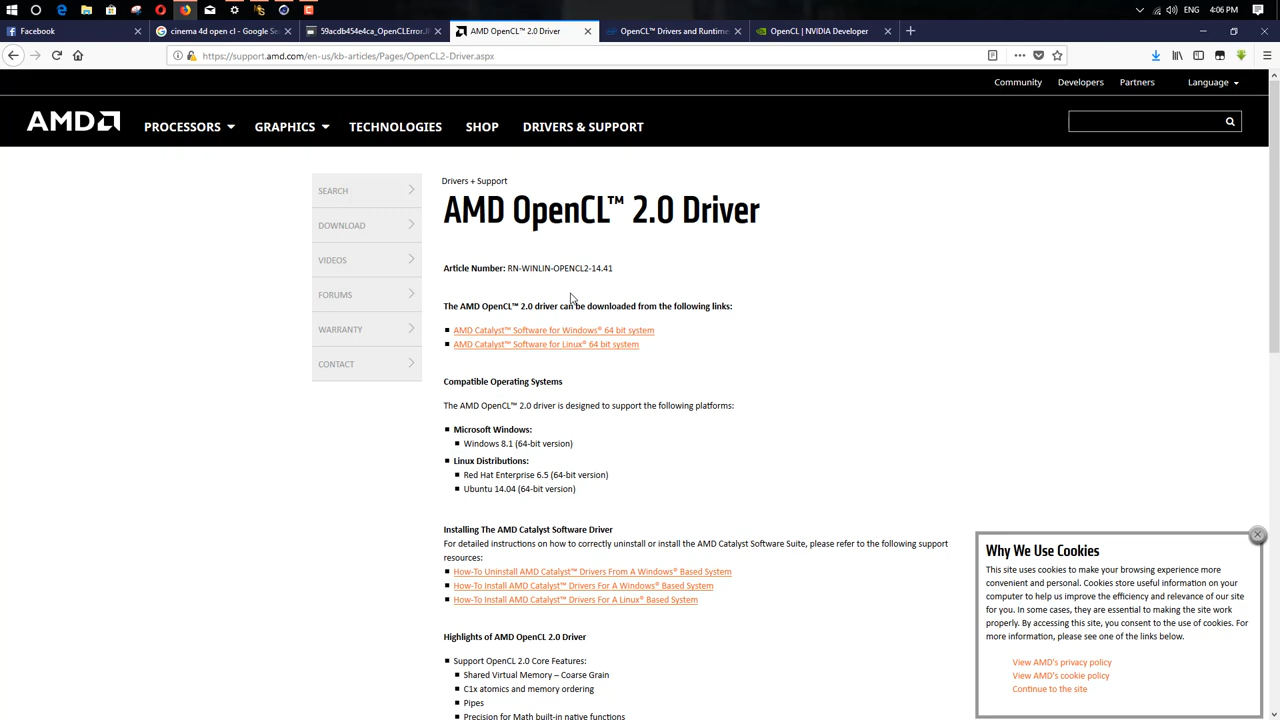 ENG 4:06 PM
Facebook
cinema 4d open cl - Google Se
59acdb454e4ca_OpenCLError.J
AMD OpenCL™ 2.0 Driver
OpenCL™ Drivers and Runtime
OpenCL | NVIDIA Developer
https://support.amd.com/en-us/kb-articles/Pages/OpenCL2-Driver.aspx
Community Developers Partners Language
AMD PROCESSORS GRAPHICS TECHNOLOGIES SHOP DRIVERS & SUPPORT
SEARCH
DOWNLOAD
VIDEOS
FORUMS
WARRANTY
CONTACT
Drivers + Support
AMD OpenCL™ 2.0 Driver
Article Number: RN-WINLIN-OPENCL2-14.41
The AMD OpenCL™ 2.0 driver can be downloaded from the following links:
AMD Catalyst™ Software for Windows® 64 bit system
AMD Catalyst™ Software for Linux® 64 bit system
Compatible Operating Systems
The AMD OpenCL™ 2.0 driver is designed to support the following platforms:
Microsoft Windows:
Windows 8.1 (64-bit version)
Linux Distributions:
Red Hat Enterprise 6.5 (64-bit version)
Ubuntu 14.04 (64-bit version)
Installing The AMD Catalyst Software Driver
For detailed instructions on how to correctly uninstall or install the AMD Catalyst Software Suite, please refer to the following support
resources:
How-To Uninstall AMD Catalyst™ Drivers From A Windows® Based System
How-To Install AMD Catalyst™ Drivers For A Windows® Based System
How-To Install AMD Catalyst™ Drivers For A Linux® Based System
Highlights of AMD OpenCL 2.0 Driver
Support OpenCL 2.0 Core Features:
Shared Virtual Memory – Coarse Grain
C1x atomics and memory ordering
Pipes
Precision for Math built-in native functions
Why We Use Cookies
This site uses cookies to make your browsing experience more
convenient and personal. Cookies store useful information on your
computer to help us improve the efficiency and relevance of our site
for you. In some cases, they are essential to making the site work
properly. By accessing this site, you consent to the use of cookies. For
more information, please see one of the links below.
View AMD's privacy policy
View AMD's cookie policy
Continue to the site